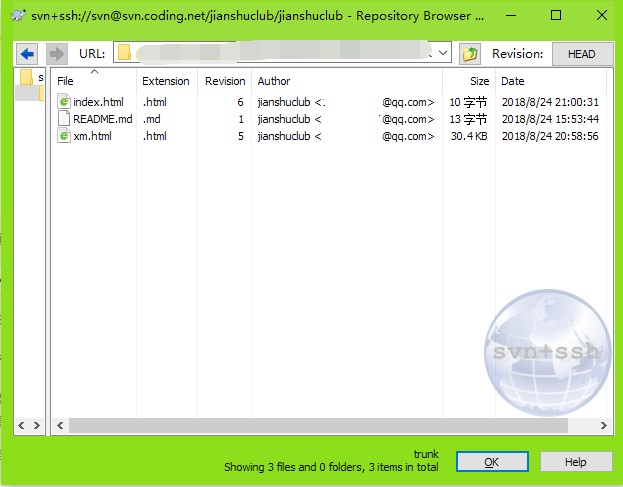 svn+ssh://svn@svn.coding.net/jianshuclub/jianshuclub - Repository Browser ...
URL: Revision: HEAD
s File Extension Revision Author Size Date
index.html .html 6 jianshuclub < @qq.com> 10 字节 2018/8/24 21:00:31
README.md .md 1 jianshuclub < @qq.com> 13 字节 2018/8/24 15:53:44
xm.html .html 5 jianshuclub < @qq.com> 30.4 KB 2018/8/24 20:58:56
svn+ssh
trunk
Showing 3 files and 0 folders, 3 items in total
OK Help